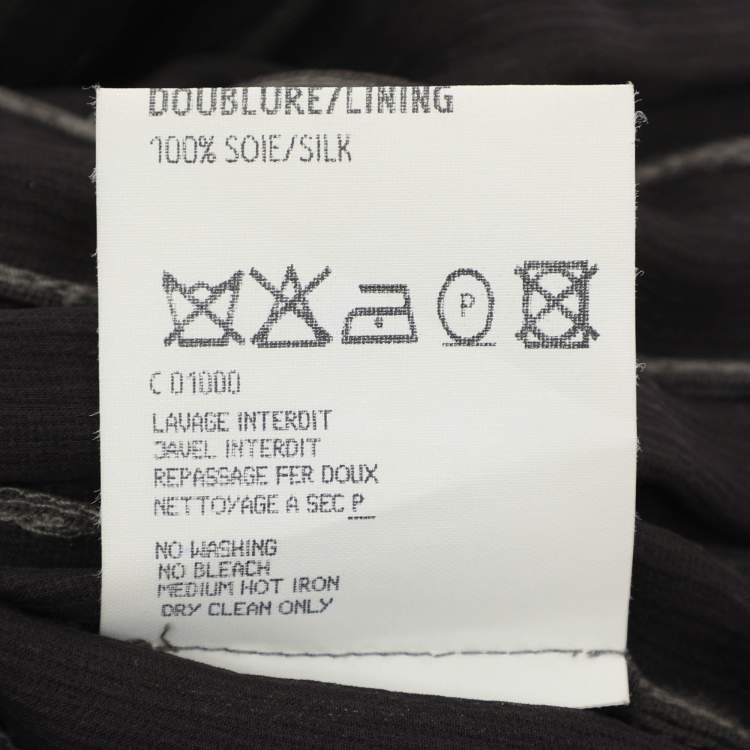 DOUBLURE/LINING
100% SOIE/SILK
P
C 01000
LAVAGE INTERDIT
JAVEL INTERDIT
REPASSAGE FER DOUX
NETTOYAGE A SEC P
NO WASHING
NO BLEACH
MEDIUM HOT IRON
DRY CLEAN ONLY